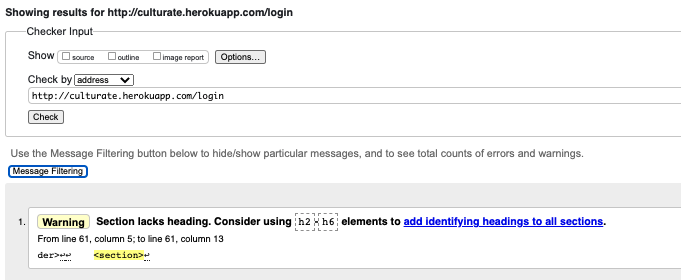 Showing results for http://culturate.herokuapp.com/login
Checker Input
Show source outline image report Options...
Check by address
http://culturate.herokuapp.com/login
Check
Use the Message Filtering button below to hide/show particular messages, and to see total counts of errors and warnings.
Message Filtering
1. Warning Section lacks heading. Consider using h2-h6 elements to add identifying headings to all sections.
From line 61, column 5; to line 61, column 13
der>↩↩ <section>↩